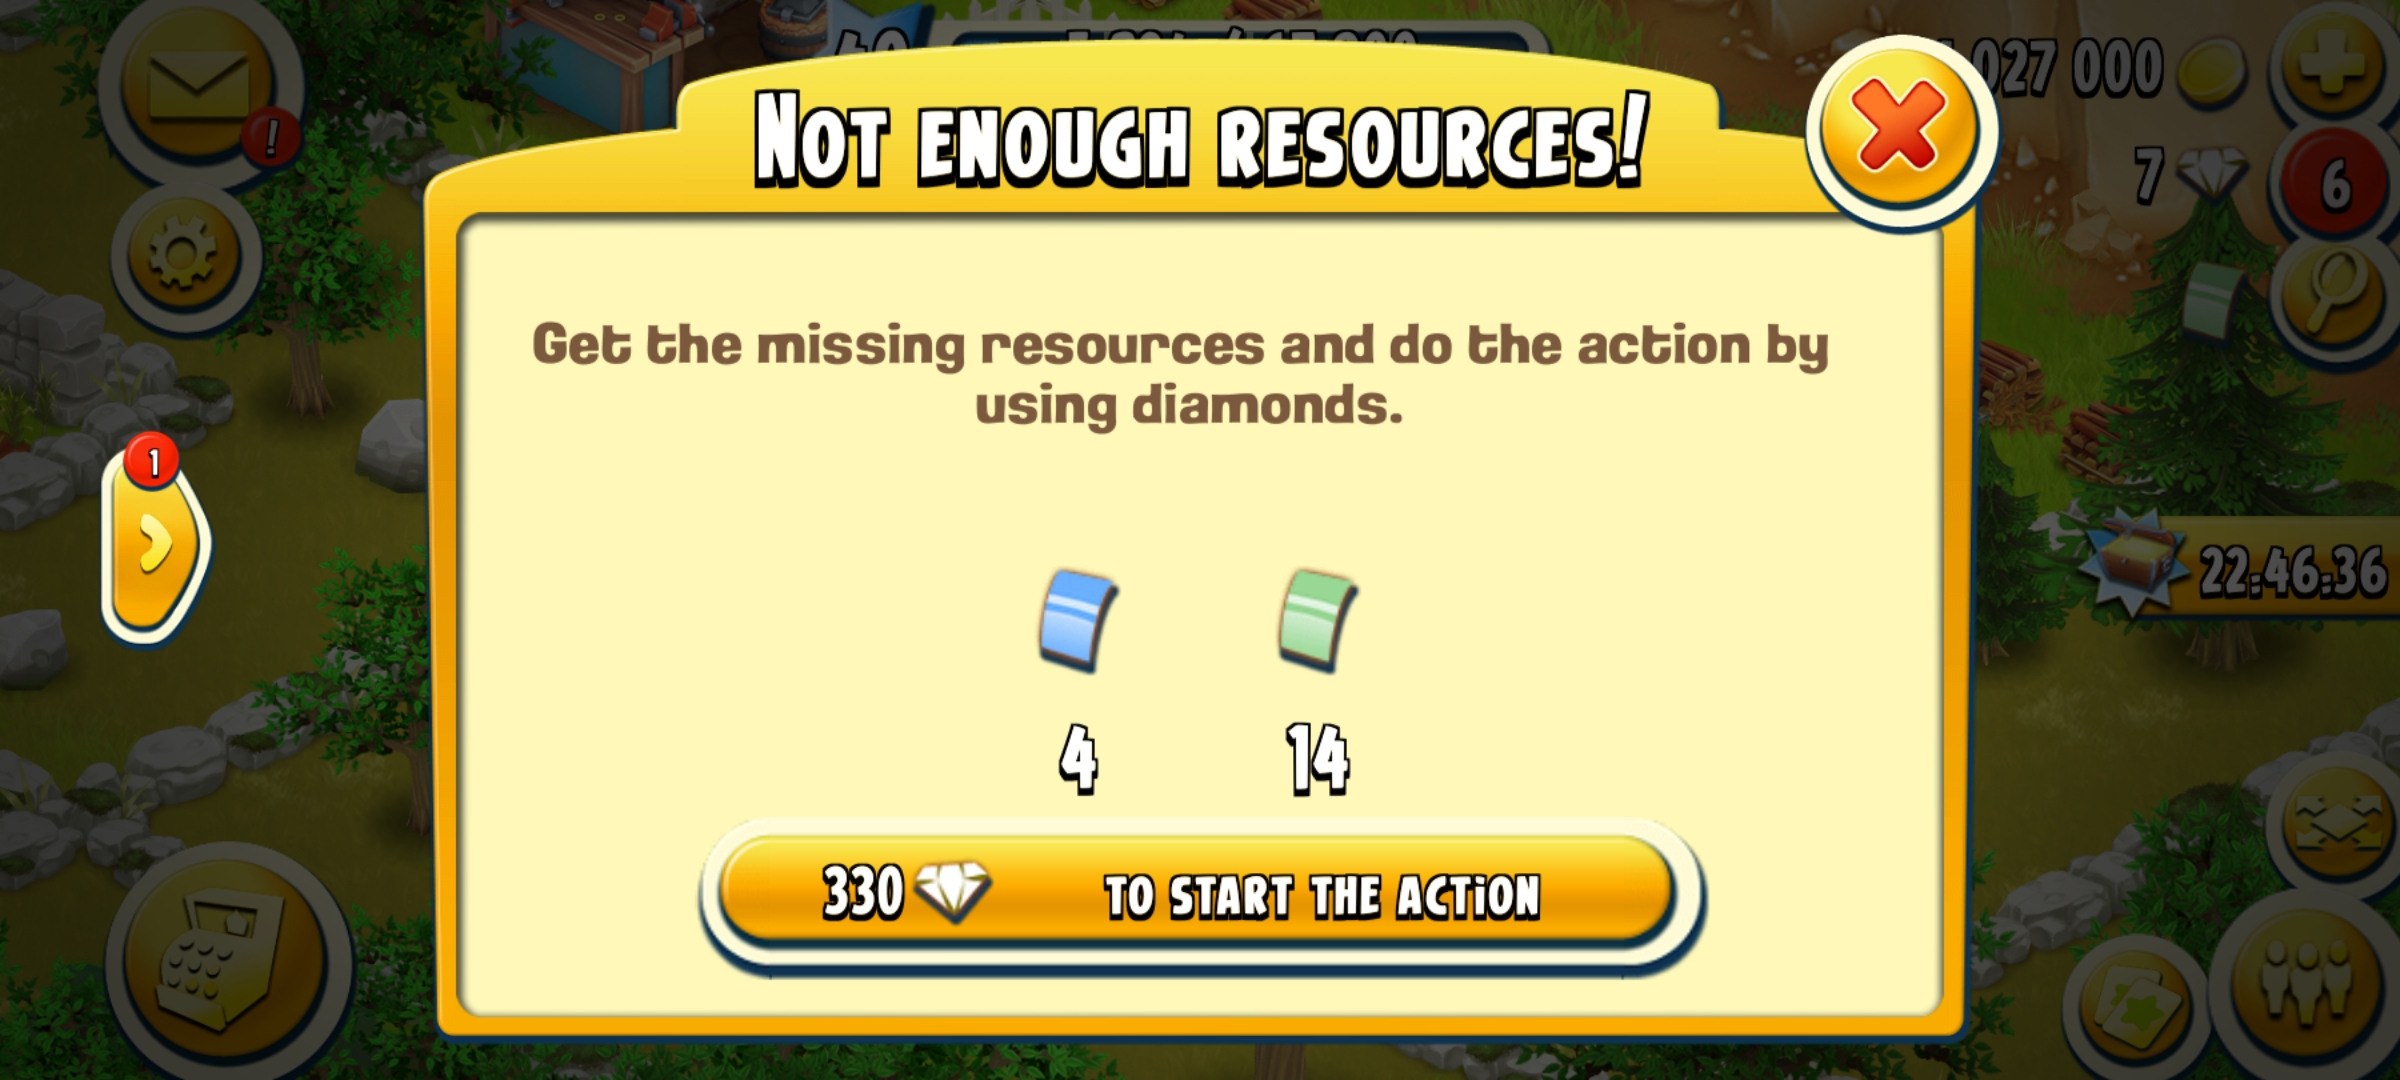 027 000
!
NOT ENOUGH RESOURCES!
7
6
Get the missing resources and do the action by
using diamonds.
1
22:46:36
4
14
330
TO START THE ACTION